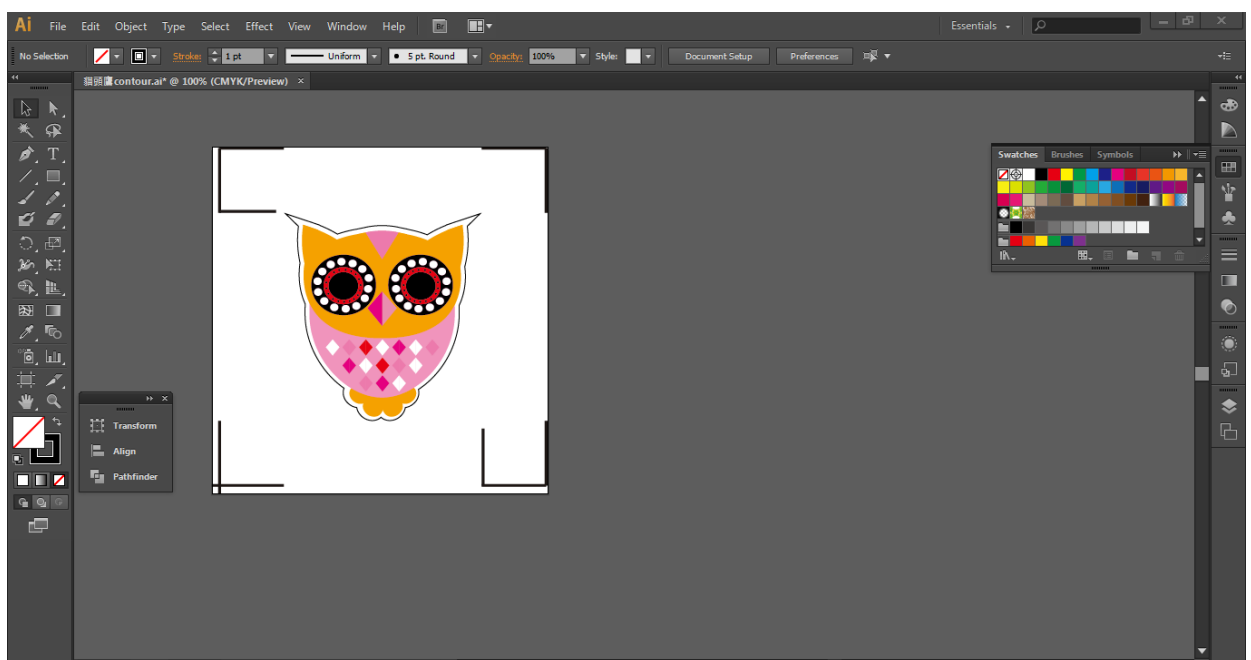 Ai File Edit Object Type Select Effect View Window Help Br Essentials
No Selection Stroke: 1 pt Uniform 5 pt. Round Opacity: 100% Style: Document Setup Preferences
contour.ai* @ 100% (CMYK/Preview) ×
Swatches Brushes Symbols
T
Transform
Align
Pathfinder